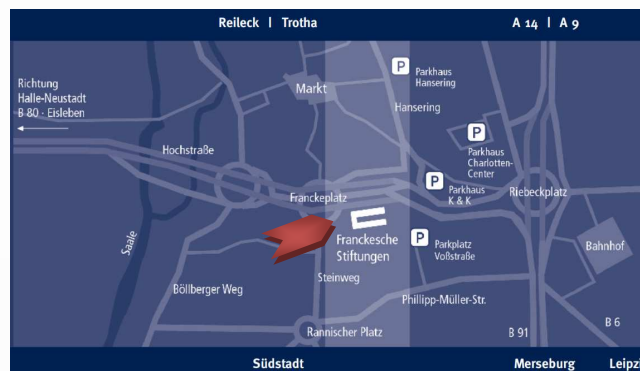 Reileck I Trotha
A 14 I A 9
P
Parkhaus
Hansering
Richtung
Halle-Neustadt
B 80 - Eisleben
Markt
Hansering
P
Hochstraße
Parkhaus
Charlotten-
Center
P
Parkhaus
K & K
Riebeckplatz
Franckeplatz
Franckesche
Stiftungen
P
Parkplatz
Voßstraße
Bahnhof
Saale
Steinweg
Böllberger Weg
Phillipp-Müller-Str.
Rannischer Platz
B 91
B 6
Südstadt
Merseburg
Leipzi